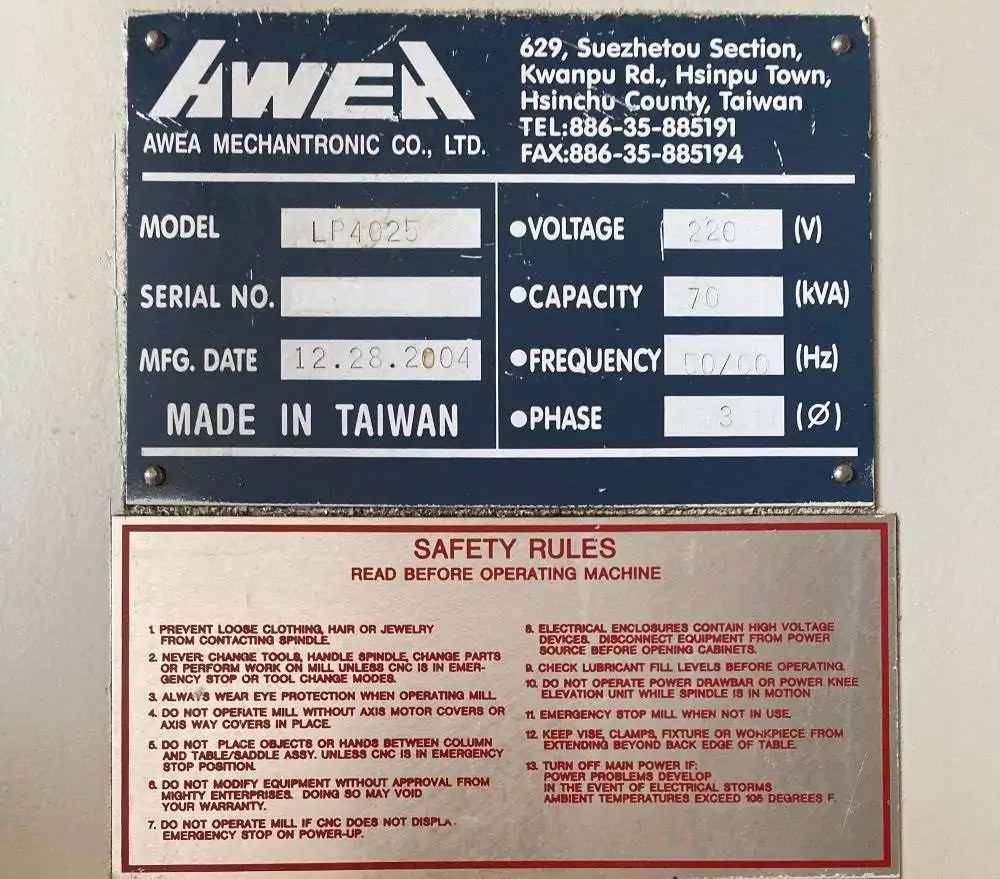 AWEA
AWEA MECHANTRONIC CO., LTD.
629, Suezhetou Section,
Kwanpu Rd., Hsinpu Town,
Hsinchu County, Taiwan
TEL:886-35-885191
FAX:886-35-885194
MODEL LP4025
SERIAL NO.
MFG. DATE 12.28.2004
MADE IN TAIWAN
●VOLTAGE 220 (V)
●CAPACITY 70 (kVA)
●FREQUENCY 50/60 (Hz)
●PHASE 3 (Ø)
SAFETY RULES
READ BEFORE OPERATING MACHINE
1. PREVENT LOOSE CLOTHING, HAIR OR JEWELRY
FROM CONTACTING SPINDLE.
2. NEVER: CHANGE TOOLS, HANDLE SPINDLE, CHANGE PARTS
OR PERFORM WORK ON MILL UNLESS CNC IS IN EMER-
GENCY STOP OR TOOL CHANGE MODES.
3. ALWAYS WEAR EYE PROTECTION WHEN OPERATING MILL.
4. DO NOT OPERATE MILL WITHOUT AXIS MOTOR COVERS OR
AXIS WAY COVERS IN PLACE.
5. DO NOT PLACE OBJECTS OR HANDS BETWEEN COLUMN
AND TABLE/SADDLE ASSY. UNLESS CNC IS IN EMERGENCY
STOP POSITION.
6. DO NOT MODIFY EQUIPMENT WITHOUT APPROVAL FROM
MIGHTY ENTERPRISES. DOING SO MAY VOID
YOUR WARRANTY.
7. DO NOT OPERATE MILL IF CNC DOES NOT DISPLA
EMERGENCY STOP ON POWER-UP.
8. ELECTRICAL ENCLOSURES CONTAIN HIGH VOLTAGE
DEVICES. DISCONNECT EQUIPMENT FROM POWER
SOURCE BEFORE OPENING CABINETS.
9. CHECK LUBRICANT FILL LEVELS BEFORE OPERATING.
10. DO NOT OPERATE POWER DRAWBAR OR POWER KNEE
ELEVATION UNIT WHILE SPINDLE IS IN MOTION
11. EMERGENCY STOP MILL WHEN NOT IN USE.
12. KEEP VISE, CLAMPS, FIXTURE OR WORKPIECE FROM
EXTENDING BEYOND BACK EDGE OF TABLE.
13. TURN OFF MAIN POWER IF:
POWER PROBLEMS DEVELOP
IN THE EVENT OF ELECTRICAL STORMS
AMBIENT TEMPERATURES EXCEED 105 DEGREES F.